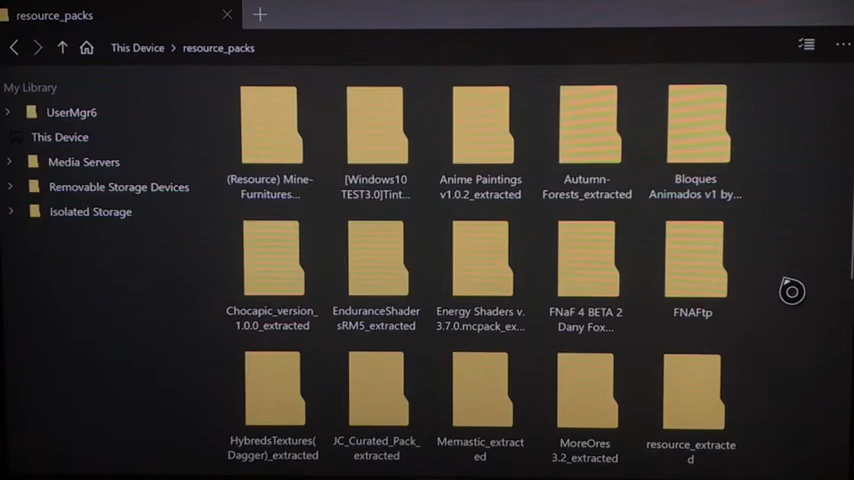 resource_packs
This Device > resource_packs
My Library
UserMgr6
This Device
Media Servers
Removable Storage Devices
Isolated Storage
(Resource) Mine-
Furnitures...
[Windows10
TEST3.0]Tint...
Anime Paintings
v1.0.2_extracted
Autumn-
Forests_extracted
Bloques
Animados v1 by...
Chocapic_version_
1.0.0_extracted
EnduranceShader
sRM5_extracted
Energy Shaders v.
3.7.0.mcpack_ex...
FNaF 4 BETA 2
Dany Fox...
FNAFtp
HybredsTextures(
Dagger)_extracted
JC_Curated_Pack_
extracted
Memastic_extract
ed
MoreOres
3.2_extracted
resource_extracte
d